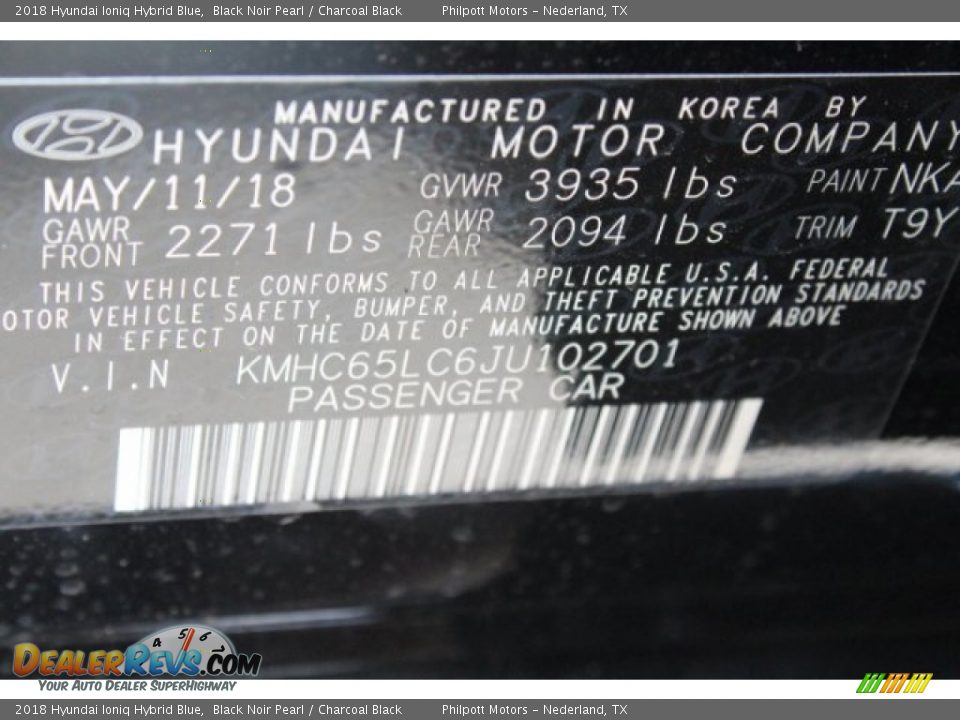 2018 Hyundai Ioniq Hybrid Blue, Black Noir Pearl / Charcoal Black Philpott Motors - Nederland, TX
MANUFACTURED IN KOREA BY
HYUNDAI MOTOR COMPANY
MAY/11/18 GVWR 3935 lbs PAINT NKA
GAWR FRONT 2271 lbs GAWR REAR 2094 lbs TRIM T9Y
THIS VEHICLE CONFORMS TO ALL APPLICABLE U.S.A. FEDERAL
OTOR VEHICLE SAFETY, BUMPER, AND THEFT PREVENTION STANDARDS
IN EFFECT ON THE DATE OF MANUFACTURE SHOWN ABOVE
V.I.N KMHC65LC6JU102701
PASSENGER CAR
4 5 6
DEALERREVS.COM
YOUR AUTO DEALER SUPERHIGHWAY
2018 Hyundai Ioniq Hybrid Blue, Black Noir Pearl / Charcoal Black Philpott Motors - Nederland, TX